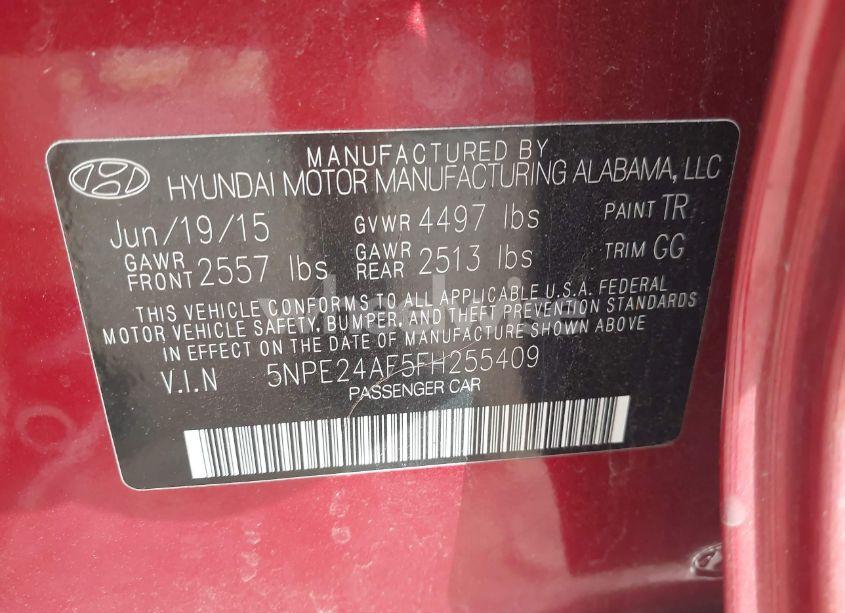 MANUFACTURED BY
HYUNDAI MOTOR MANUFACTURING ALABAMA, LLC
Jun/19/15 GVWR 4497 lbs PAINT TR
GAWR FRONT 2557 lbs GAWR REAR 2513 lbs TRIM GG
THIS VEHICLE CONFORMS TO ALL APPLICABLE U.S.A. FEDERAL
MOTOR VEHICLE SAFETY, BUMPER, AND THEFT PREVENTION STANDARDS
IN EFFECT ON THE DATE OF MANUFACTURE SHOWN ABOVE
V.I.N 5NPE24AF5FH255409
PASSENGER CAR